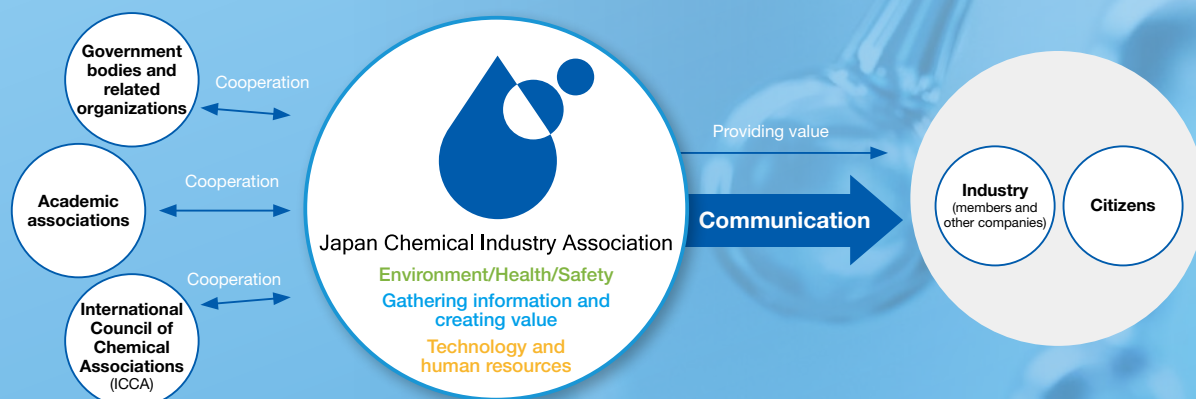 Government
bodies and
related
organizations
Cooperation
Academic
associations
Cooperation
International
Council of
Chemical
Associations
(ICCA)
Cooperation
Japan Chemical Industry Association
Environment/Health/Safety
Gathering information and
creating value
Technology and
human resources
Providing value
Communication
Industry
(members and
other companies)
Citizens